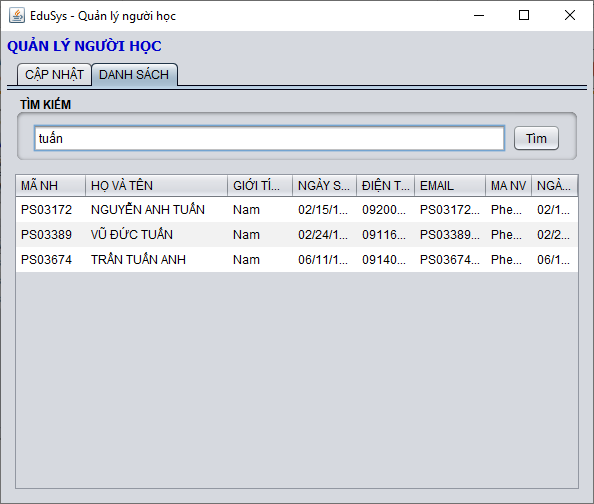 EduSys - Quản lý người học
QUẢN LÝ NGƯỜI HỌC
CẬP NHẬT DANH SÁCH
TÌM KIẾM
tuấn Tìm
MÃ NH HỌ VÀ TÊN GIỚI TÍ... NGÀY S... ĐIỆN T... EMAIL MA NV NGÀ...
PS03172 NGUYỄN ANH TUẤN Nam 02/15/1... 09200... PS03172... Phe... 02/1...
PS03389 VŨ ĐỨC TUẤN Nam 02/24/1... 09116... PS03389... Phe... 02/2...
PS03674 TRẦN TUẤN ANH Nam 06/11/1... 09140... PS03674... Phe... 06/1...